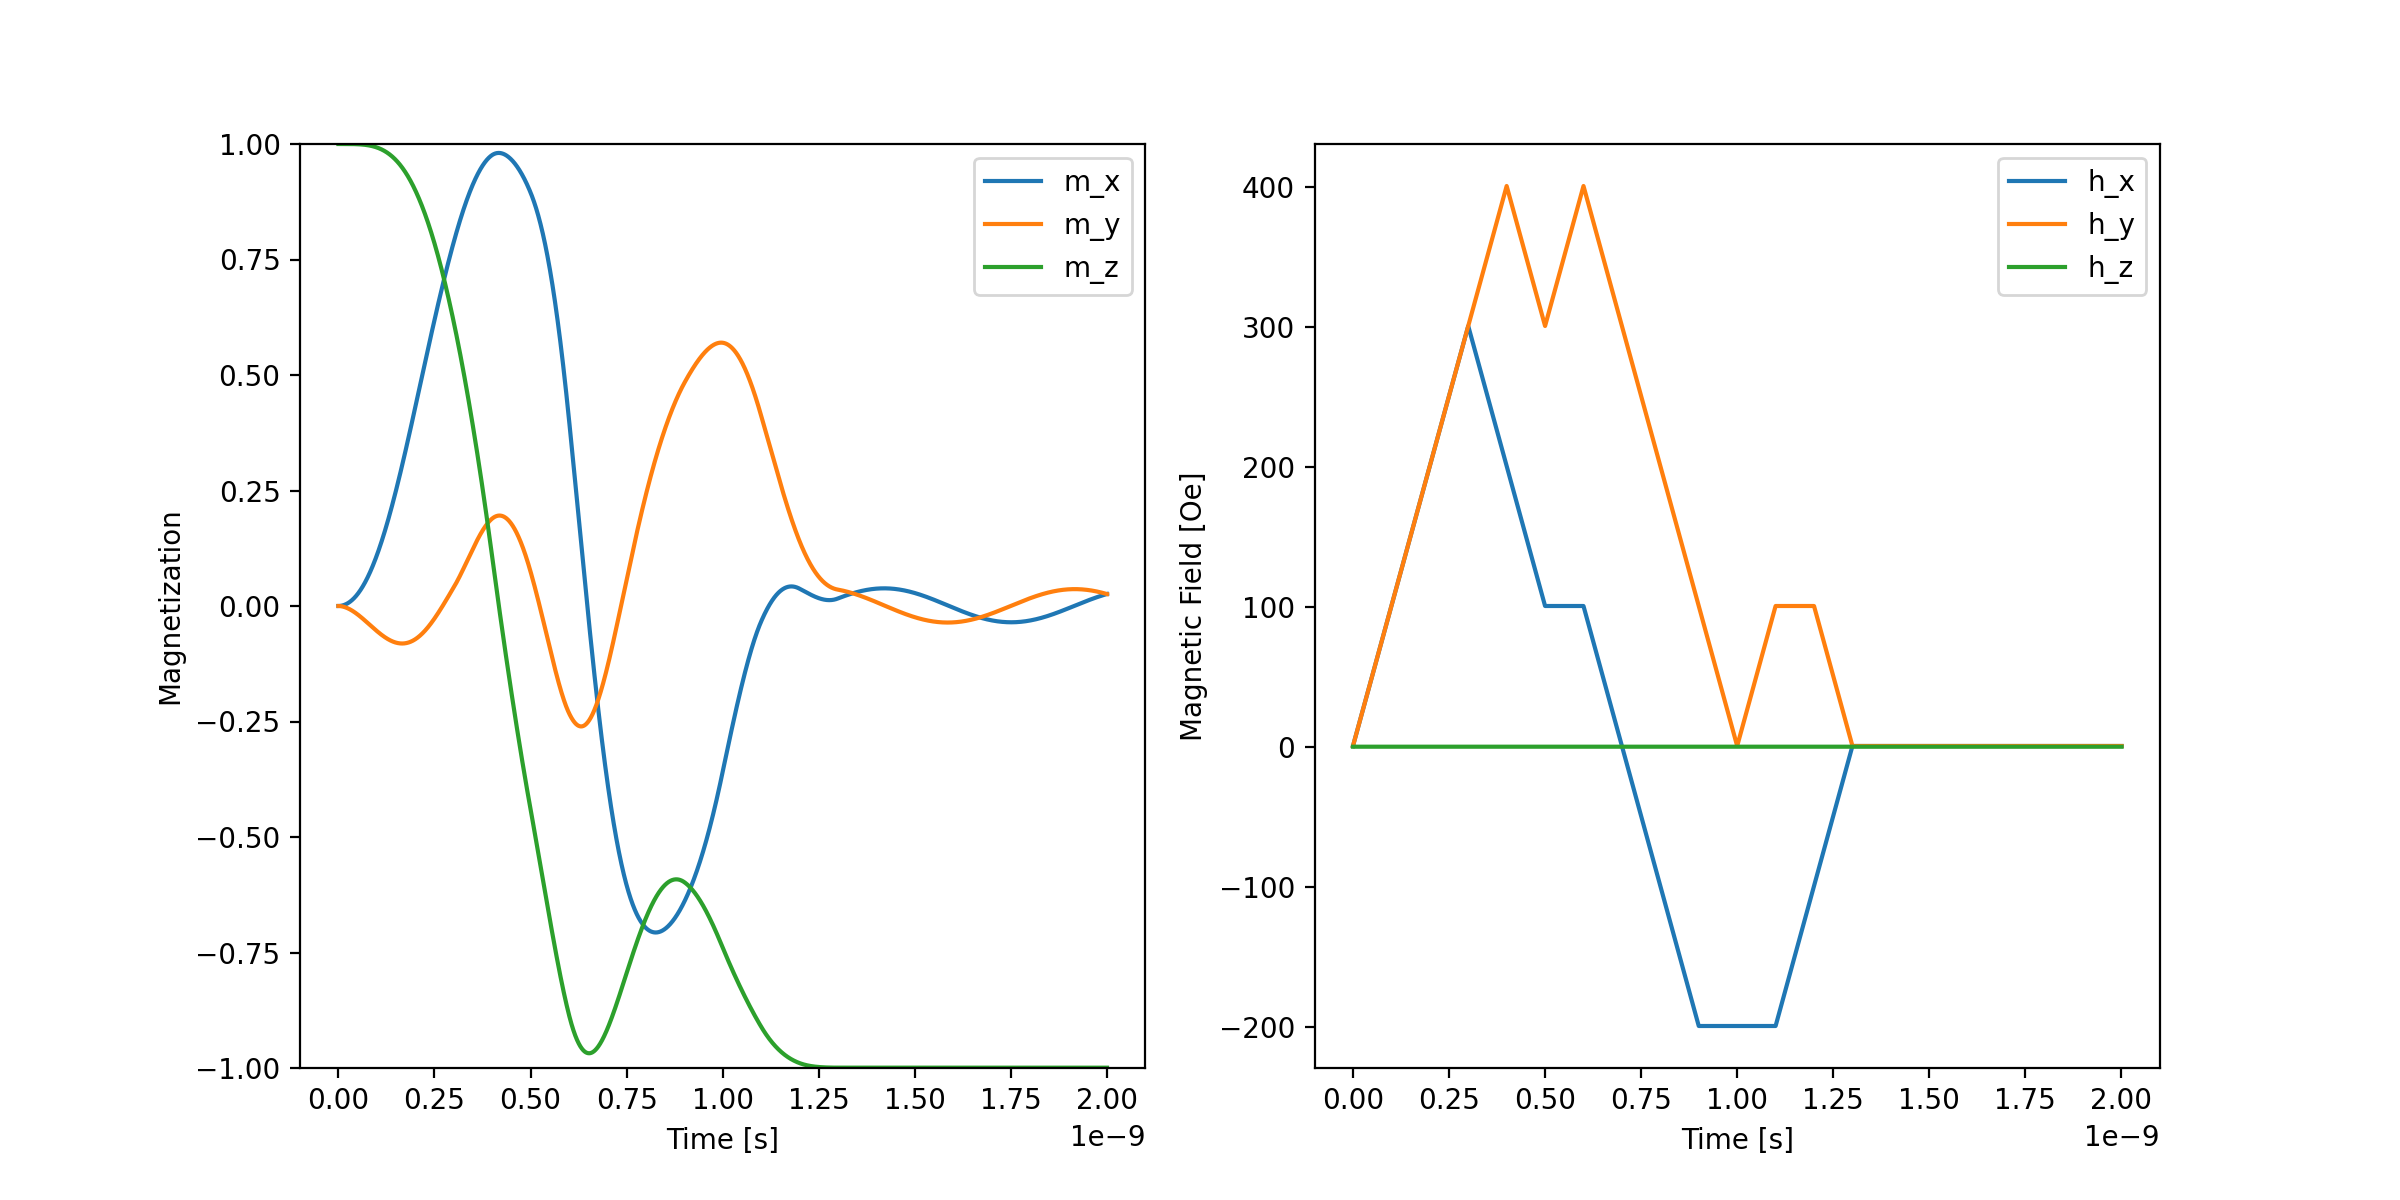 Magnetization
1.00
0.75
0.50
0.25
0.00
−0.25
−0.50
−0.75
−1.00
m_x
m_y
m_z
0.00 0.25 0.50 0.75 1.00 1.25 1.50 1.75 2.00
Time [s]
1e−9
Magnetic Field [Oe]
400
300
200
100
0
−100
−200
h_x
h_y
h_z
0.00 0.25 0.50 0.75 1.00 1.25 1.50 1.75 2.00
Time [s]
1e−9